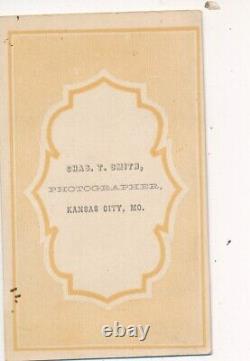 CHAS. T. SMITH,
PHOTOGRAPHER,
KANSAS CITY, MO.